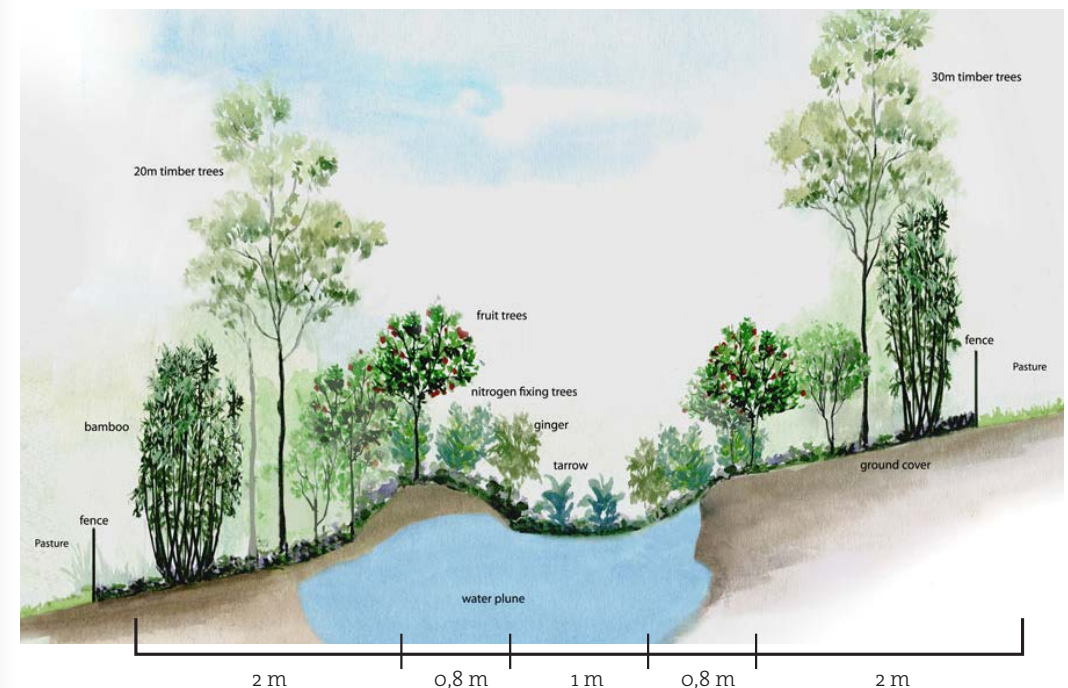 30m timber trees
20m timber trees
fruit trees
fence
Pasture
nitrogen fixing trees
bamboo
ginger
tarrow
ground cover
fence
Pasture
water plune
2 m
0,8 m
1 m
0,8 m
2 m